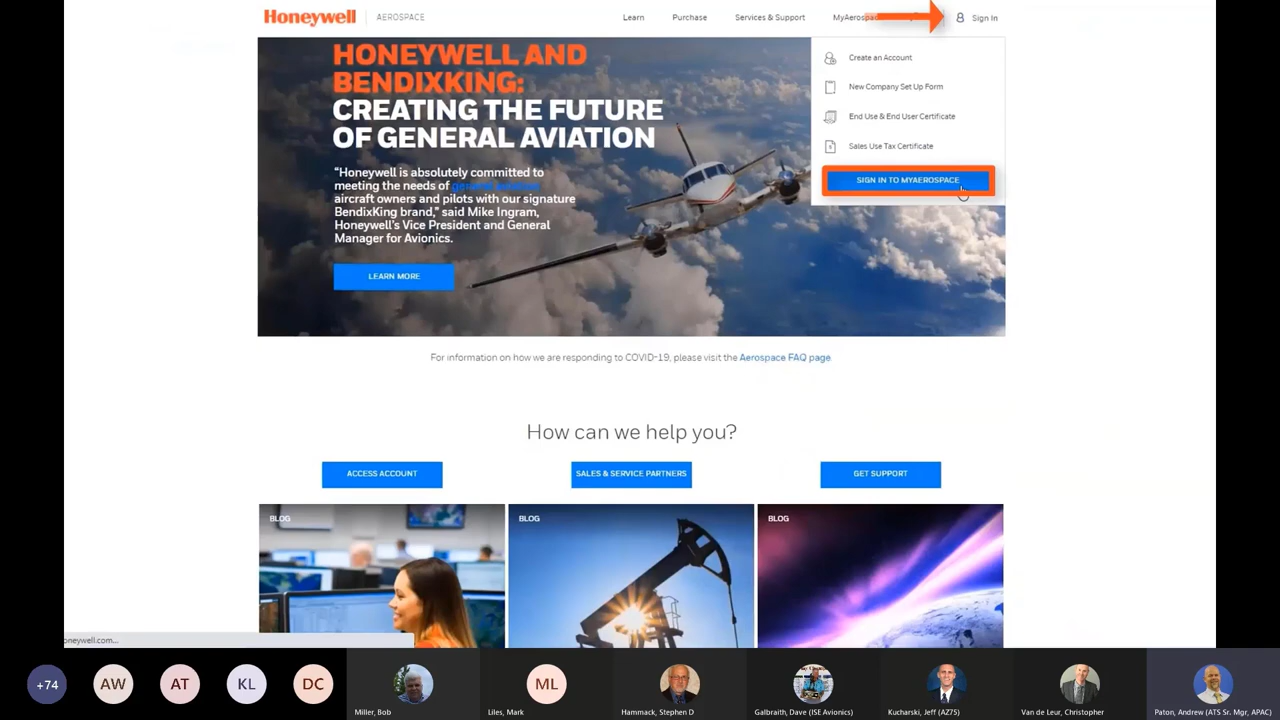 Honeywell AEROSPACE Learn Purchase Services & Support Sign In
Create an Account
New Company Set Up Form
End Use & End User Certificate
Sales Use Tax Certificate
SIGN IN TO MYAEROSPACE
HONEYWELL AND
BENDIXKING:
CREATING THE FUTURE
OF GENERAL AVIATION
“Honeywell is absolutely committed to
meeting the needs of general aviation
aircraft owners and pilots with our signature
BendixKing brand,” said Mike Ingram,
Honeywell's Vice President and General
Manager for Avionics.
LEARN MORE
For information on how we are responding to COVID-19, please visit the Aerospace FAQ page.
How can we help you?
ACCESS ACCOUNT SALES & SERVICE PARTNERS GET SUPPORT
BLOG BLOG BLOG
oneywell.com...
+74 AW AT KL DC ML
Miller, Bob Liles, Mark Hammack, Stephen D Galbraith, Dave (ISE Avionics) Kucharski, Jeff (AZ75) Van de Leur, Christopher Paton, Andrew (ATS Sr. Mgr, APAC)